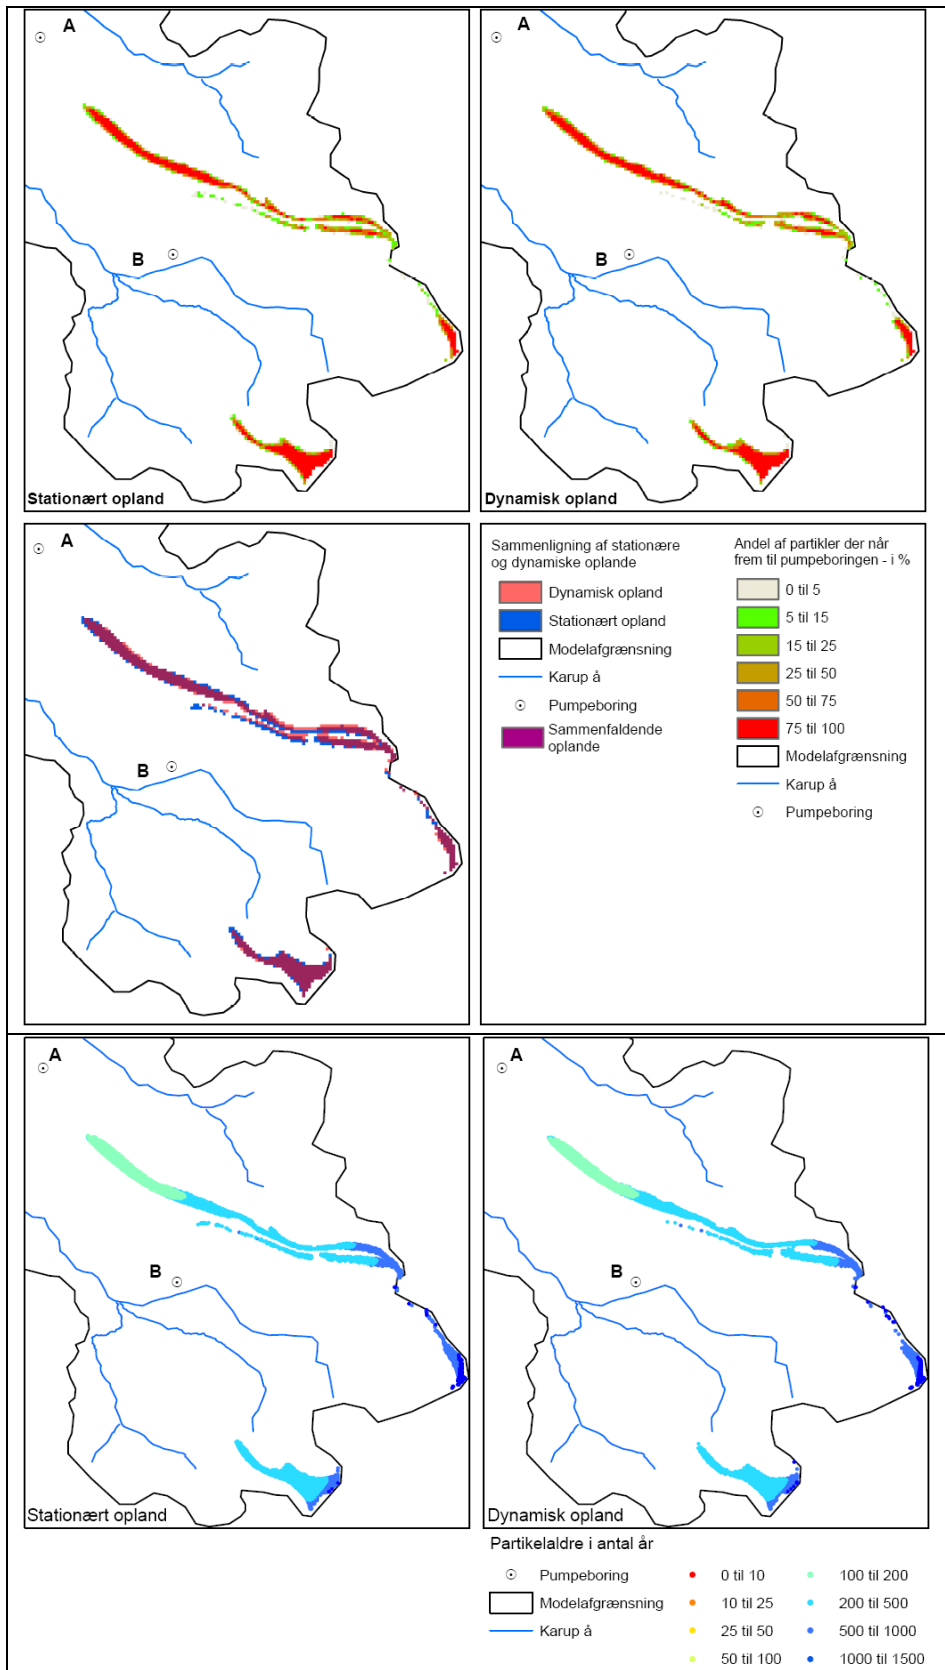 A
B
Stationært opland
A
B
Dynamisk opland
A
B
Sammenligning af stationære
og dynamiske oplande
Dynamisk opland
Stationært opland
Modelafgrænsning
Karup å
Pumpeboring
Sammenfaldende
oplande
Andel af partikler der når
frem til pumpeboringen - i %
0 til 5
5 til 15
15 til 25
25 til 50
50 til 75
75 til 100
Modelafgrænsning
Karup å
Pumpeboring
A
B
Stationært opland
A
B
Dynamisk opland
Partikelaldre i antal år
Pumpeboring
Modelafgrænsning
Karup å
0 til 10
10 til 25
25 til 50
50 til 100
100 til 200
200 til 500
500 til 1000
1000 til 1500